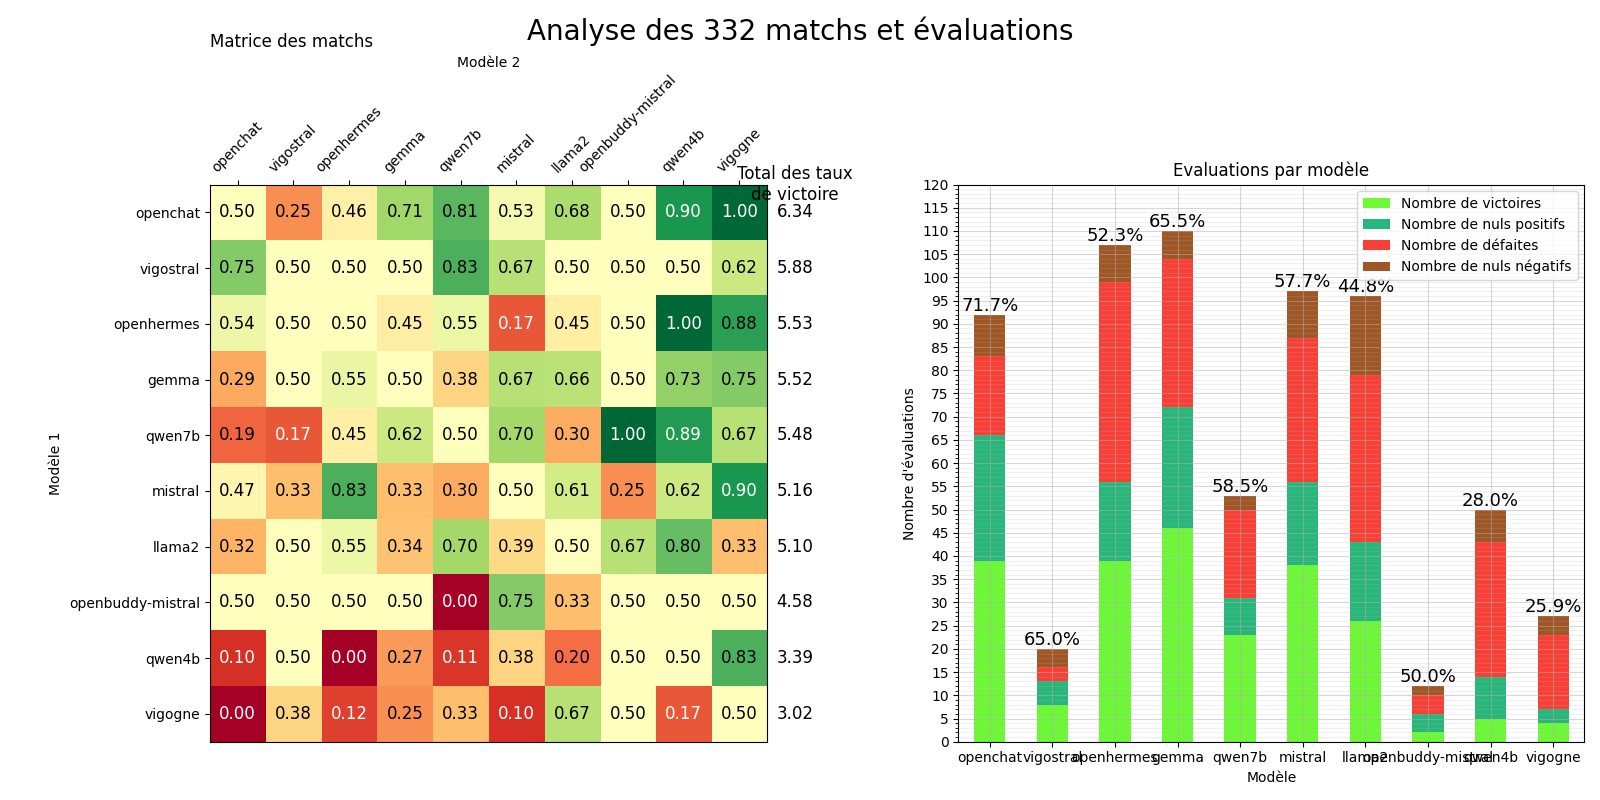 Analyse des 332 matchs et évaluations
Matrice des matchs
Modèle 2
openchat vigostral openhermes gemma qwen7b mistral llama2 openbuddy-mistral qwen4b vigogne
Total des taux
de victoire
Modèle 1
openchat 0.50 0.25 0.46 0.71 0.81 0.53 0.68 0.50 0.90 1.00 6.34
vigostral 0.75 0.50 0.50 0.50 0.83 0.67 0.50 0.50 0.50 0.62 5.88
openhermes 0.54 0.50 0.50 0.45 0.55 0.17 0.45 0.50 1.00 0.88 5.53
gemma 0.29 0.50 0.55 0.50 0.38 0.67 0.66 0.50 0.73 0.75 5.52
qwen7b 0.19 0.17 0.45 0.62 0.50 0.70 0.30 1.00 0.89 0.67 5.48
mistral 0.47 0.33 0.83 0.33 0.30 0.50 0.61 0.25 0.62 0.90 5.16
llama2 0.32 0.50 0.55 0.34 0.70 0.39 0.50 0.67 0.80 0.33 5.10
openbuddy-mistral 0.50 0.50 0.50 0.50 0.00 0.75 0.33 0.50 0.50 0.50 4.58
qwen4b 0.10 0.50 0.00 0.27 0.11 0.38 0.20 0.50 0.50 0.83 3.39
vigogne 0.00 0.38 0.12 0.25 0.33 0.10 0.67 0.50 0.17 0.50 3.02
Evaluations par modèle
Nombre de victoires
Nombre de nuls positifs
Nombre de défaites
Nombre de nuls négatifs
Nombre d'évaluations
120
115
110
105
100
95
90
85
80
75
70
65
60
55
50
45
40
35
30
25
20
15
10
5
0
71.7% 65.0% 52.3% 65.5% 58.5% 57.7% 44.8% 50.0% 28.0% 25.9%
openchat vigostral openhermes gemma qwen7b mistral llama2 openbuddy-mistral qwen4b vigogne
Modèle